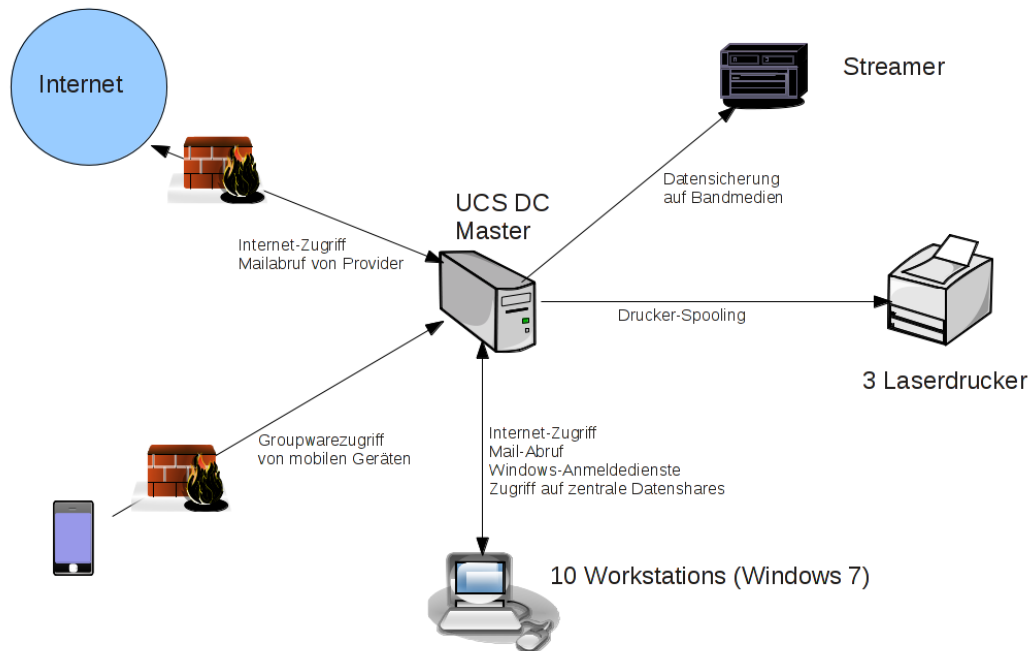 Internet
Streamer
Datensicherung
auf Bandmedien
UCS DC
Master
Internet-Zugriff
Mailabruf von Provider
Drucker-Spooling
3 Laserdrucker
Groupwarezugriff
von mobilen Geräten
Internet-Zugriff
Mail-Abruf
Windows-Anmeldedienste
Zugriff auf zentrale Datenshares
10 Workstations (Windows 7)